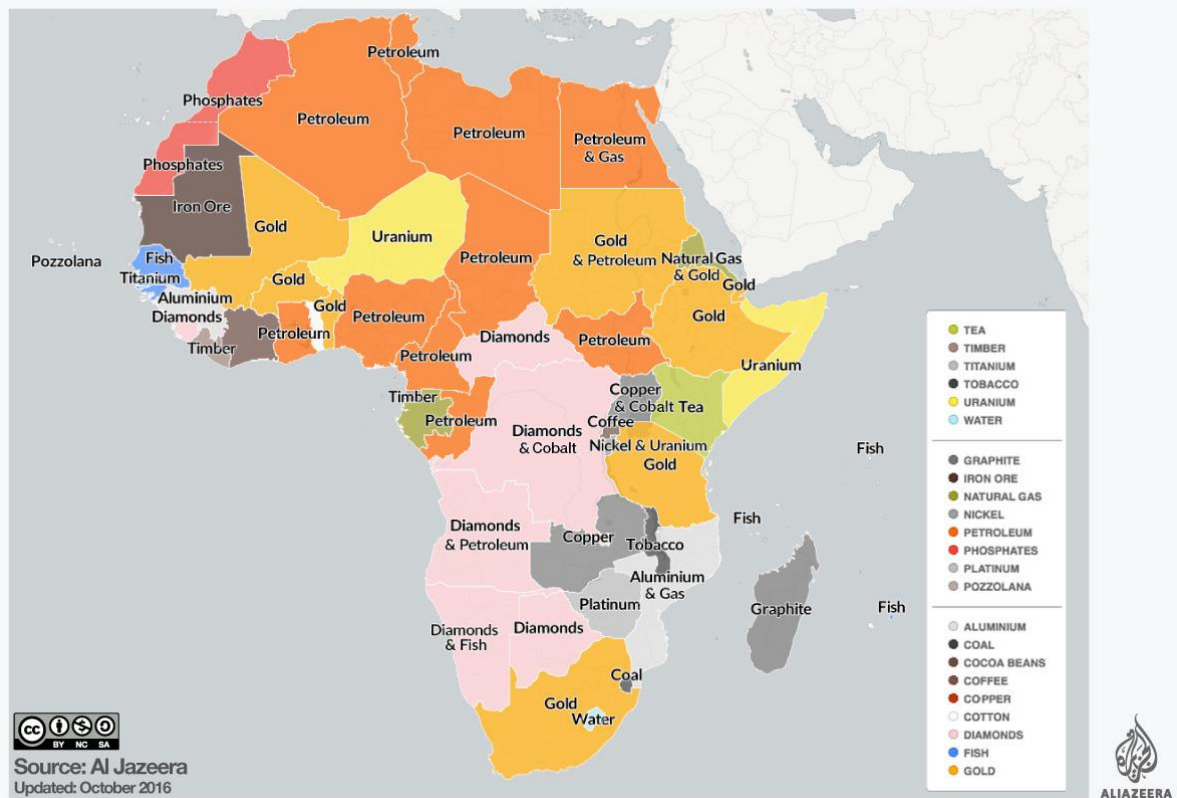 Petroleum
Phosphates
Petroleum
Petroleum
Petroleum
& Gas
Phosphates
Iron Ore
Gold
Uranium
Gold
& Petroleum
Natural Gas
& Gold
Pozzolana
Fish
Titanium
Petroleum
Gold
Gold
Aluminium
Gold
Gold
Diamonds
Petroleum
Petroleum
Timber
Diamonds
Petroleum
Petroleum
Uranium
Timber
Petroleum
Copper
& Cobalt
Tea
Coffee
Diamonds
& Cobalt
Nickel & Uranium
Gold
Fish
Diamonds
& Petroleum
Copper
Tobacco
Fish
Aluminium
& Gas
Platinum
Graphite
Fish
Diamonds
& Fish
Diamonds
Coal
Gold
Water
TEA
TIMBER
TITANIUM
TOBACCO
URANIUM
WATER
GRAPHITE
IRON ORE
NATURAL GAS
NICKEL
PETROLEUM
PHOSPHATES
PLATINUM
POZZOLANA
ALUMINIUM
COAL
COCOA BEANS
COFFEE
COPPER
COTTON
DIAMONDS
FISH
GOLD
cc
BY NC SA
Source: Al Jazeera
Updated: October 2016
ALJAZEERA